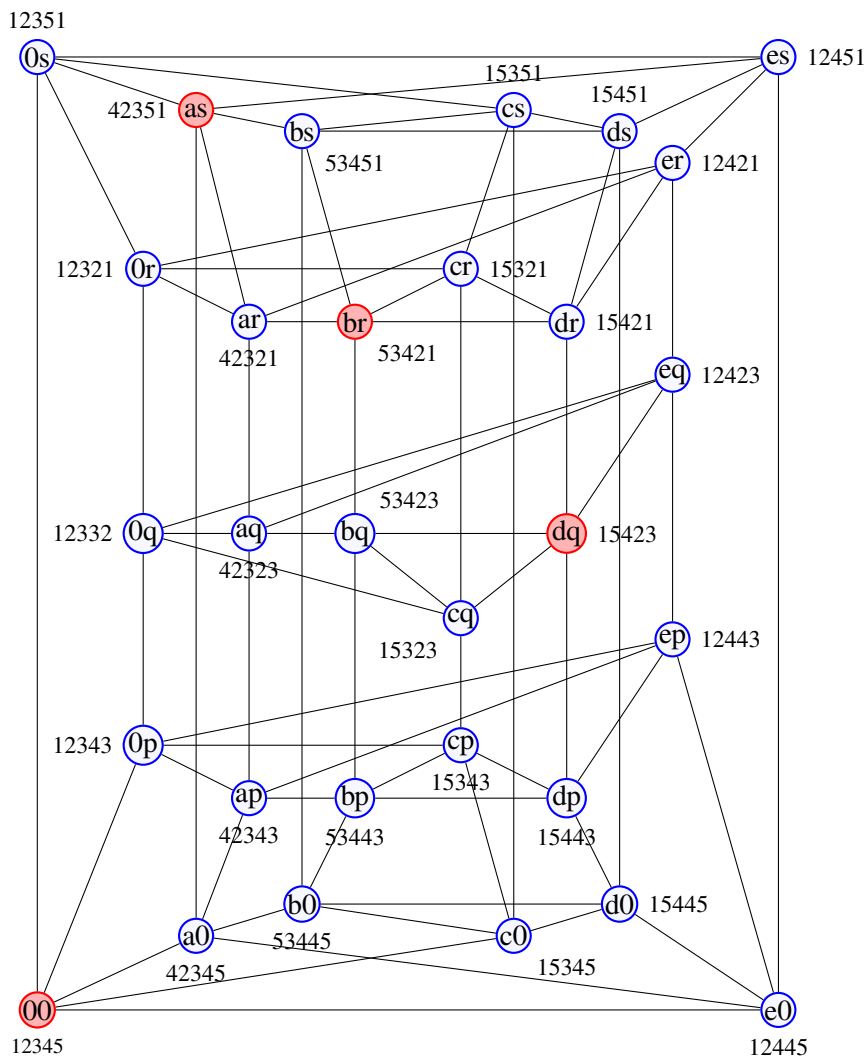 12351
0s
es
12451
15351
as
42351
cs
15451
bs
ds
53451
er
12421
12321
0r
cr
15321
ar
br
dr
15421
42321
53421
eq
12423
53423
12332
0q
aq
bq
dq
15423
42323
cq
15323
ep
12443
12343
0p
cp
15343
ap
bp
dp
42343
53443
15443
b0
d0
15445
a0
53445
c0
42345
15345
00
e0
12345
12445